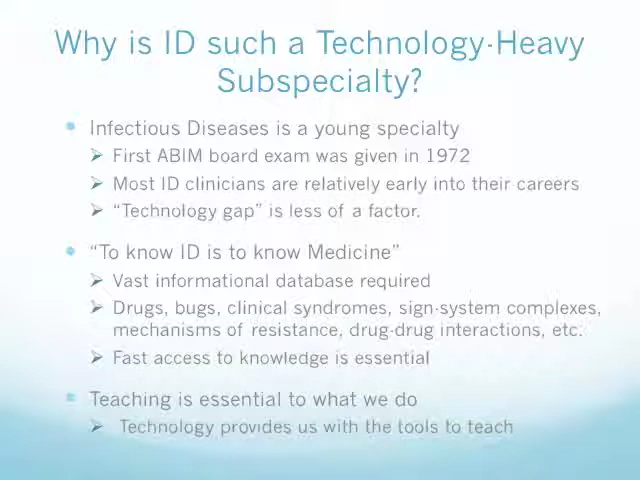 Why is ID such a Technology-Heavy
Subspecialty?
Infectious Diseases is a young specialty
First ABIM board exam was given in 1972
Most ID clinicians are relatively early into their careers
“Technology gap” is less of a factor.
“To know ID is to know Medicine”
Vast informational database required
Drugs, bugs, clinical syndromes, sign-system complexes,
mechanisms of resistance, drug-drug interactions, etc.
Fast access to knowledge is essential
Teaching is essential to what we do
Technology provides us with the tools to teach